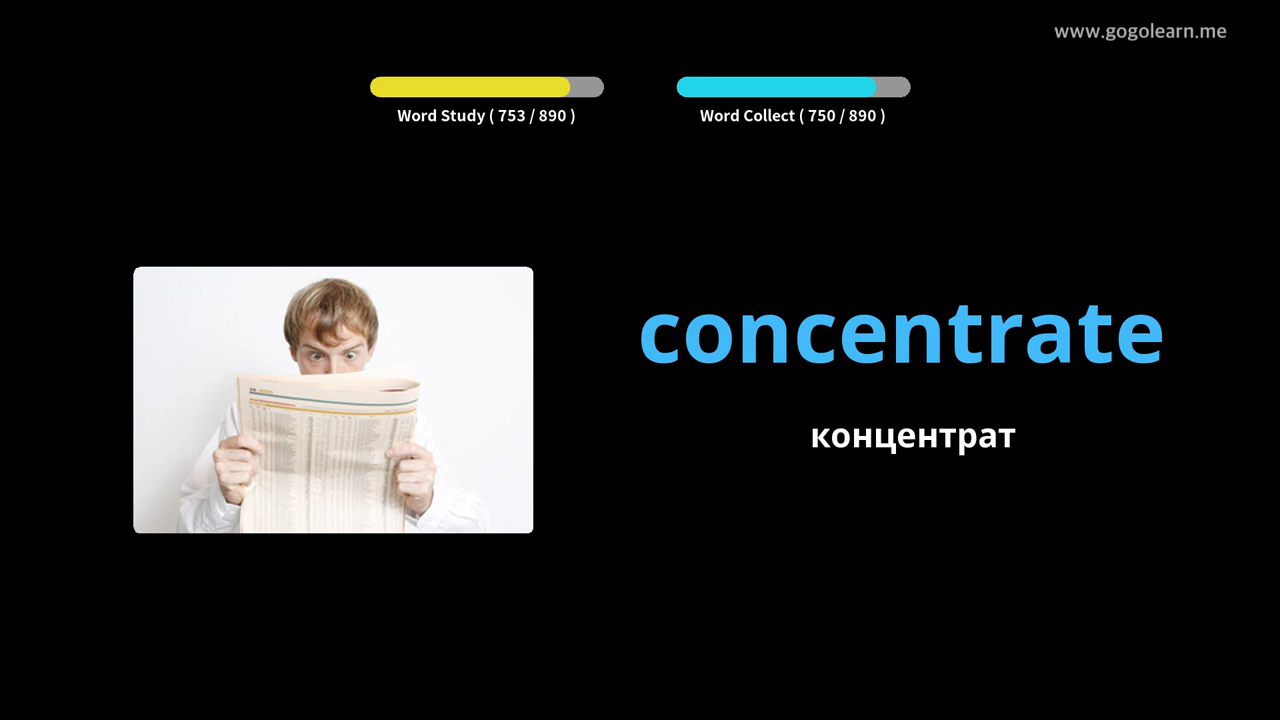 www.gogolearn.me
Word Study ( 753 / 890 )
Word Collect ( 750 / 890 )
concentrate
концентрат